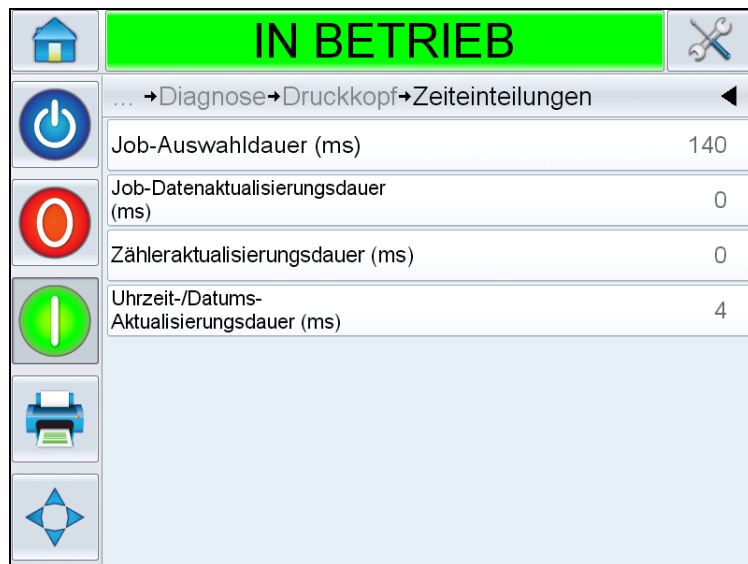 IN BETRIEB
... →Diagnose→Druckkopf→Zeiteinteilungen
Job-Auswahldauer (ms) 140
Job-Datenaktualisierungsdauer
(ms) 0
Zähleraktualisierungsdauer (ms) 0
Uhrzeit-/Datums-
Aktualisierungsdauer (ms) 4